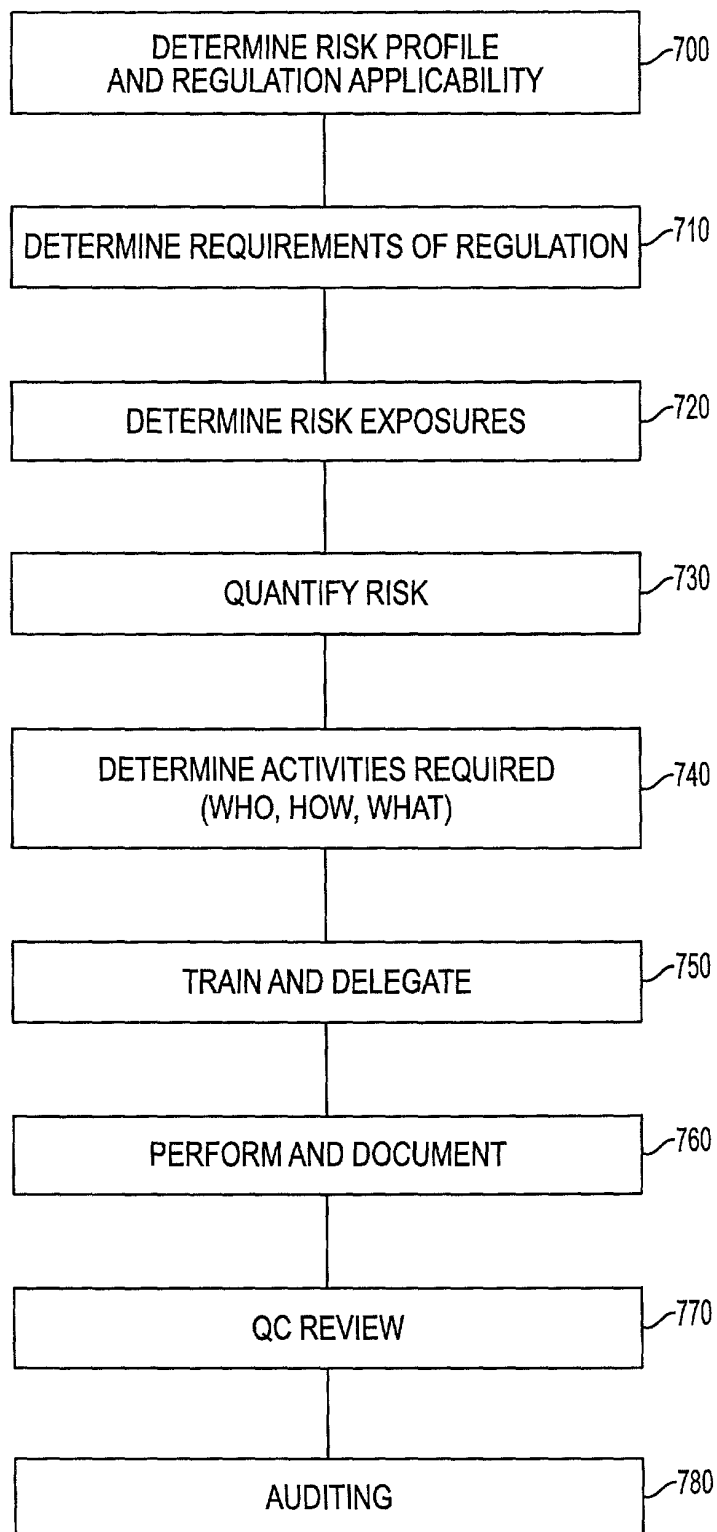 DETERMINE RISK PROFILE
AND REGULATION APPLICABILITY
700
DETERMINE REQUIREMENTS OF REGULATION
710
DETERMINE RISK EXPOSURES
720
QUANTIFY RISK
730
DETERMINE ACTIVITIES REQUIRED
(WHO, HOW, WHAT)
740
TRAIN AND DELEGATE
750
PERFORM AND DOCUMENT
760
QC REVIEW
770
AUDITING
780